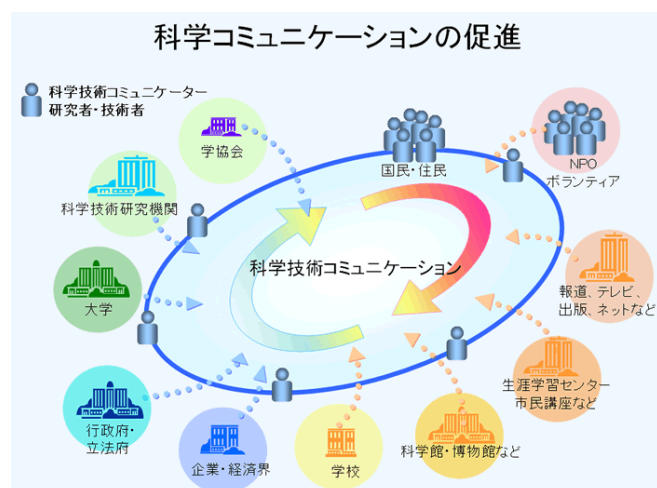 科学コミュニケーションの促進
科学技術コミュニケーター
研究者・技術者
学協会
国民・住民
NPO
ボランティア
科学技術研究機関
科学技術コミュニケーション
大学
報道、テレビ、
出版、ネットなど
生涯学習センター
市民講座など
行政府・
立法府
企業・経済界
学校
科学館・博物館など